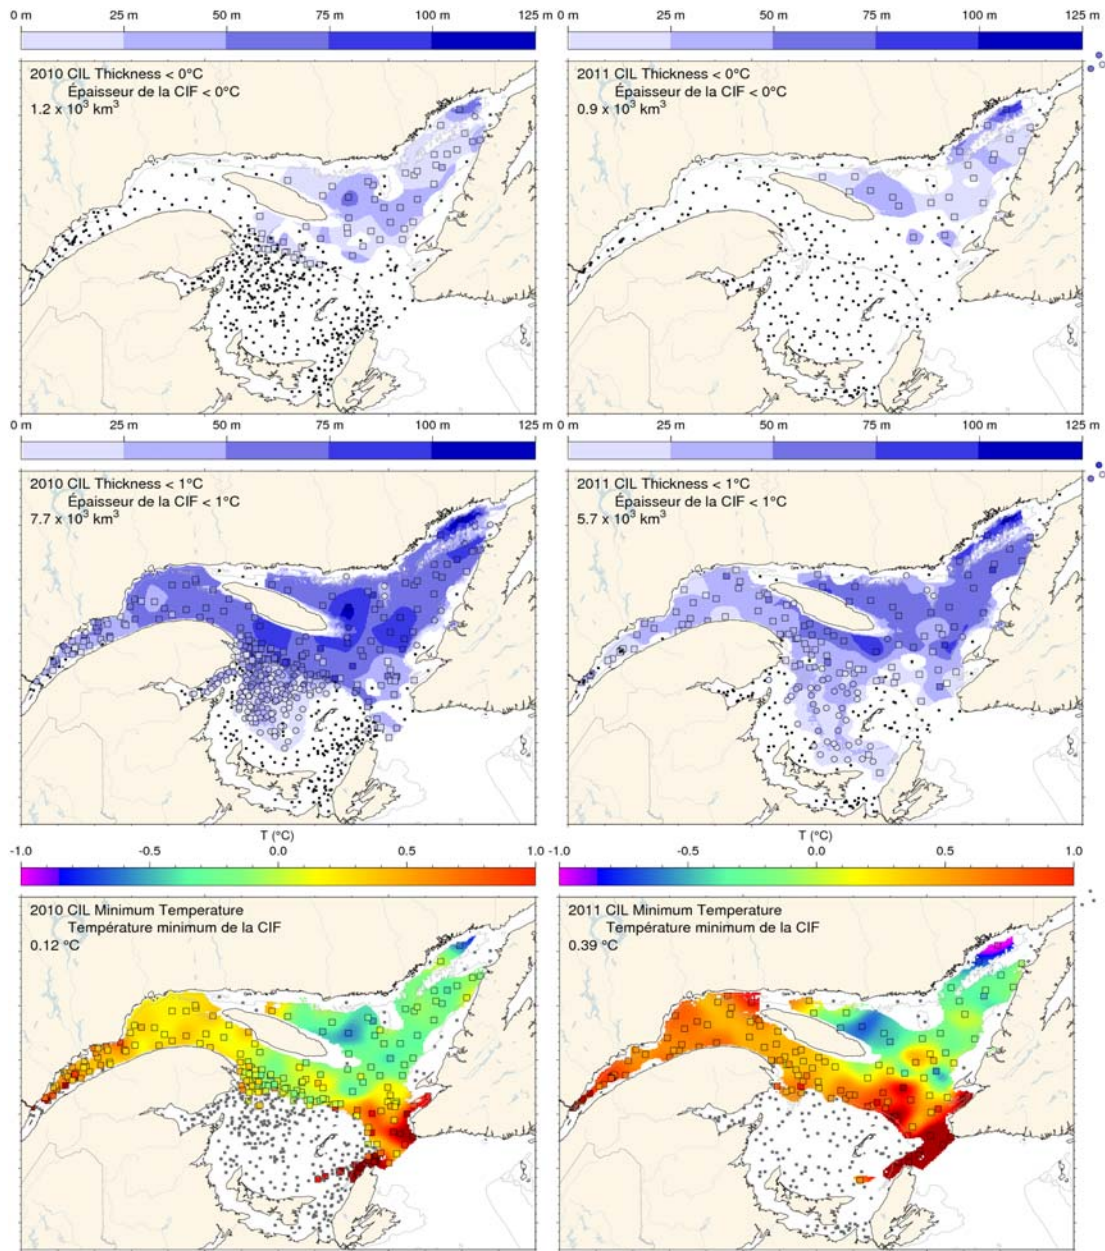 0 m 25 m 50 m 75 m 100 m 125 m
0 m 25 m 50 m 75 m 100 m 125 m
2010 CIL Thickness < 0°C
Épaisseur de la CIF < 0°C
1.2 x 10³ km³
2011 CIL Thickness < 0°C
Épaisseur de la CIF < 0°C
0.9 x 10³ km³
0 m 25 m 50 m 75 m 100 m 125 m
0 m 25 m 50 m 75 m 100 m 125 m
2010 CIL Thickness < 1°C
Épaisseur de la CIF < 1°C
7.7 x 10³ km³
2011 CIL Thickness < 1°C
Épaisseur de la CIF < 1°C
5.7 x 10³ km³
T (°C)
-1.0 -0.5 0.0 0.5 1.0
T (°C)
-1.0 -0.5 0.0 0.5 1.0
2010 CIL Minimum Temperature
Température minimum de la CIF
0.12 °C
2011 CIL Minimum Temperature
Température minimum de la CIF
0.39 °C